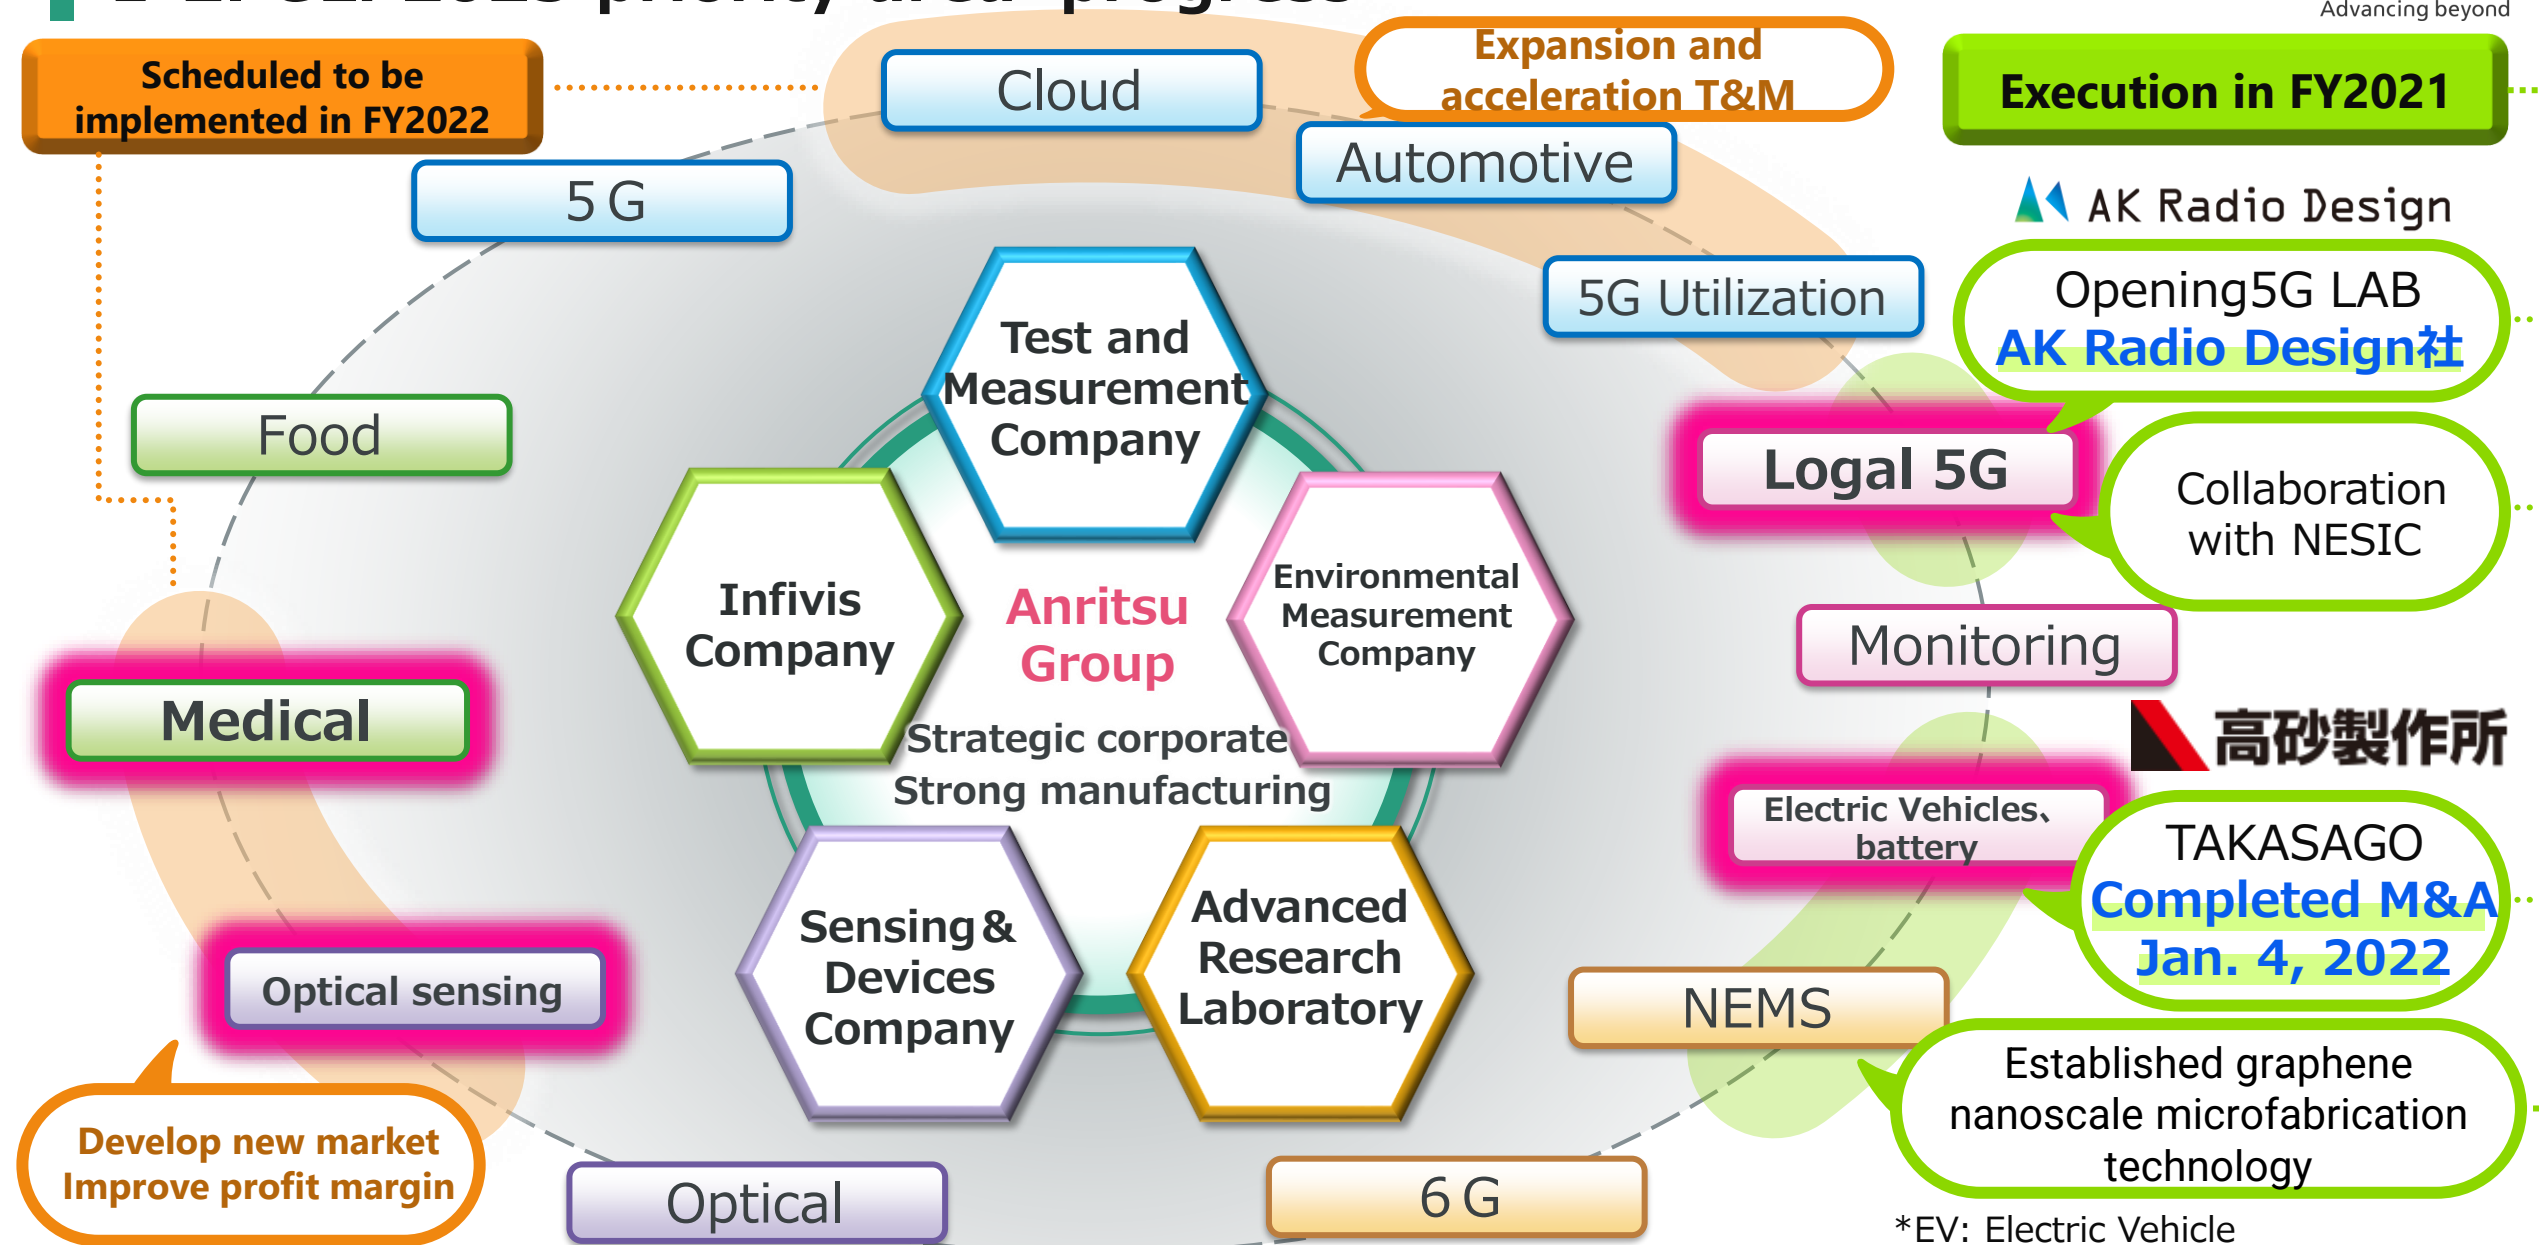 Advancing beyond
Scheduled to be
implemented in FY2022
Cloud
Expansion and
acceleration T&M
Execution in FY2021
5G
Automotive
AK Radio Design
5G Utilization
Opening5G LAB
AK Radio Design社
Test and
Measurement
Company
Food
Logal 5G
Collaboration
with NESIC
Infivis
Company
Anritsu
Group
Environmental
Measurement
Company
Monitoring
Medical
Strategic corporate
Strong manufacturing
高砂製作所
Electric Vehicles、
battery
TAKASAGO
Completed M&A
Jan. 4, 2022
Optical sensing
Sensing&
Devices
Company
Advanced
Research
Laboratory
NEMS
Established graphene
nanoscale microfabrication
technology
Develop new market
Improve profit margin
Optical
6G
*EV: Electric Vehicle